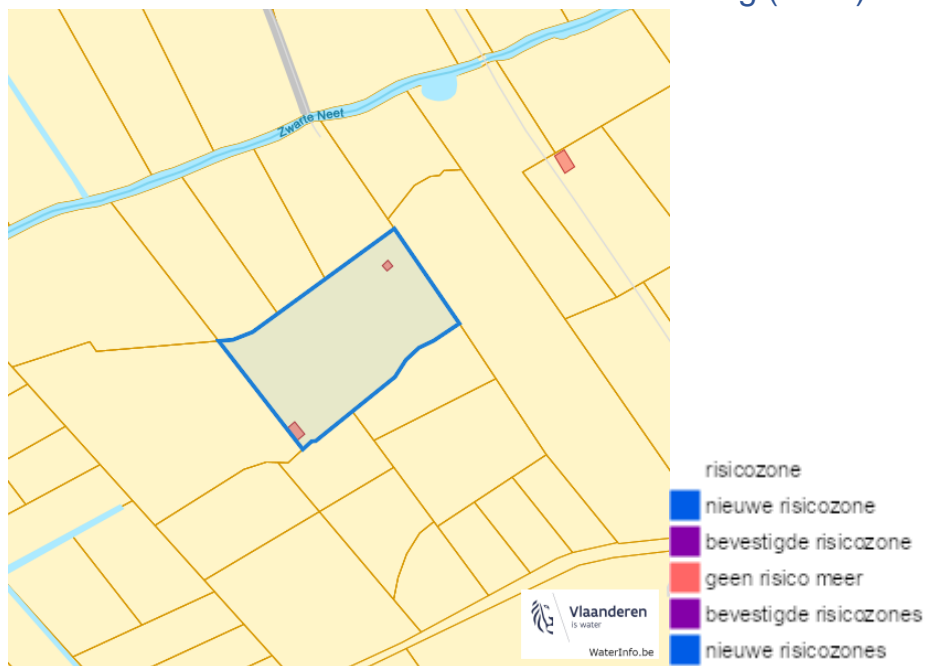 Zwarte Neet
risicozone
nieuwe risicozone
bevestigde risicozone
geen risico meer
bevestigde risicozones
nieuwe risicozones
Vlaanderen
is water
WaterInfo.be